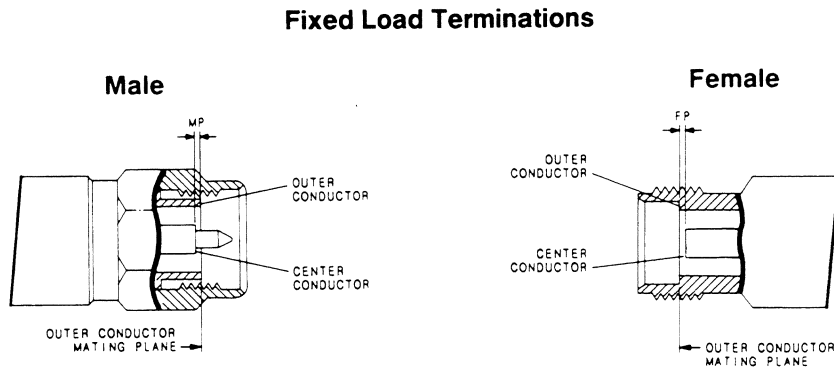 Fixed Load Terminations
Male
Female
MP
FP
OUTER
CONDUCTOR
CENTER
CONDUCTOR
OUTER CONDUCTOR
MATING PLANE
OUTER
CONDUCTOR
CENTER
CONDUCTOR
OUTER CONDUCTOR
MATING PLANE